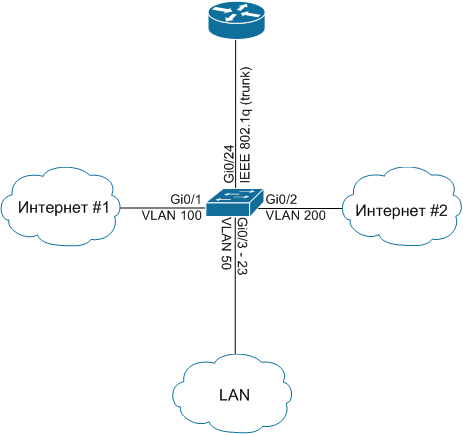 Gi0/24
IEEE 802.1q (trunk)
Интернет #1
Gi0/1
VLAN 100
Gi0/2
VLAN 200
Интернет #2
VLAN 50
Gi0/3 - 23
LAN